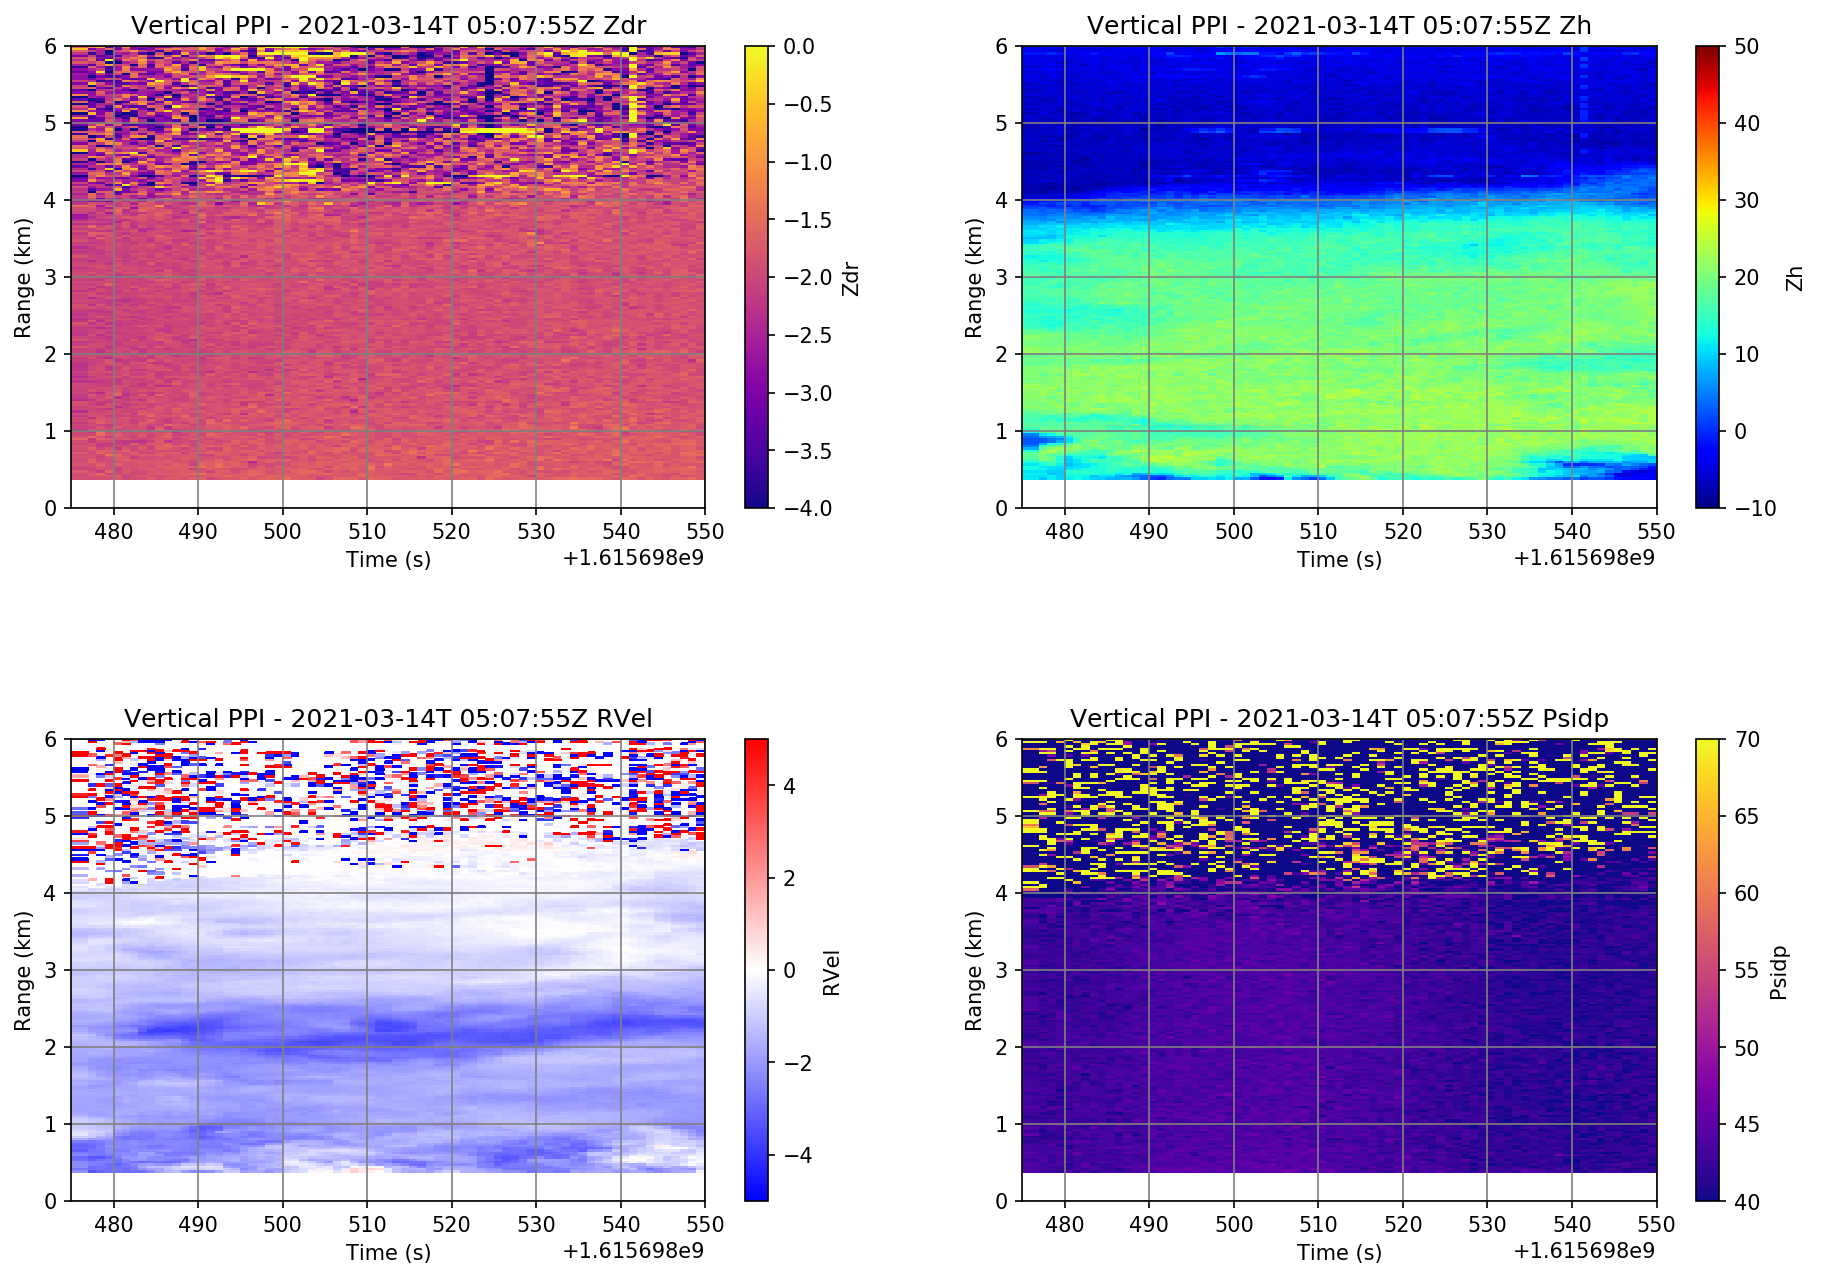 Vertical PPI - 2021-03-14T 05:07:55Z Zdr
6
5
4
3
2
1
0
Range (km)
480 490 500 510 520 530 540 550
Time (s)
+1.615698e9
0.0
−0.5
−1.0
−1.5
−2.0
−2.5
−3.0
−3.5
−4.0
Zdr
Vertical PPI - 2021-03-14T 05:07:55Z Zh
6
5
4
3
2
1
0
Range (km)
480 490 500 510 520 530 540 550
Time (s)
+1.615698e9
50
40
30
20
10
0
−10
Zh
Vertical PPI - 2021-03-14T 05:07:55Z RVel
6
5
4
3
2
1
0
Range (km)
480 490 500 510 520 530 540 550
Time (s)
+1.615698e9
4
2
0
−2
−4
RVel
Vertical PPI - 2021-03-14T 05:07:55Z Psidp
6
5
4
3
2
1
0
Range (km)
480 490 500 510 520 530 540 550
Time (s)
+1.615698e9
70
65
60
55
50
45
40
Psidp